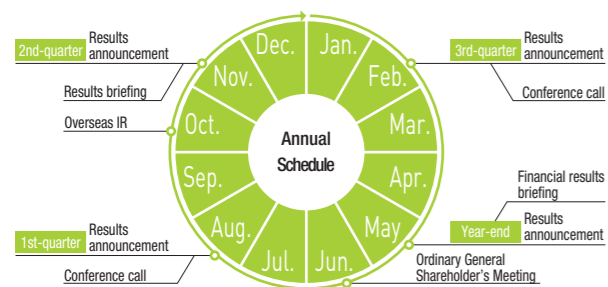 2nd-quarter
Results
announcement
Results briefing
Overseas IR
1st-quarter
Results
announcement
Conference call
Dec.
Jan.
Nov.
Feb.
Oct.
Mar.
Annual
Schedule
Sep.
Apr.
Aug.
May
Jul.
Jun.
3rd-quarter
Results
announcement
Conference call
Financial results
briefing
Year-end
Results
announcement
Ordinary General
Shareholder's Meeting